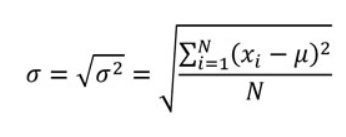 σ = √σ² = √(∑ᵢ₌₁ᴺ(xᵢ − μ)² / N)